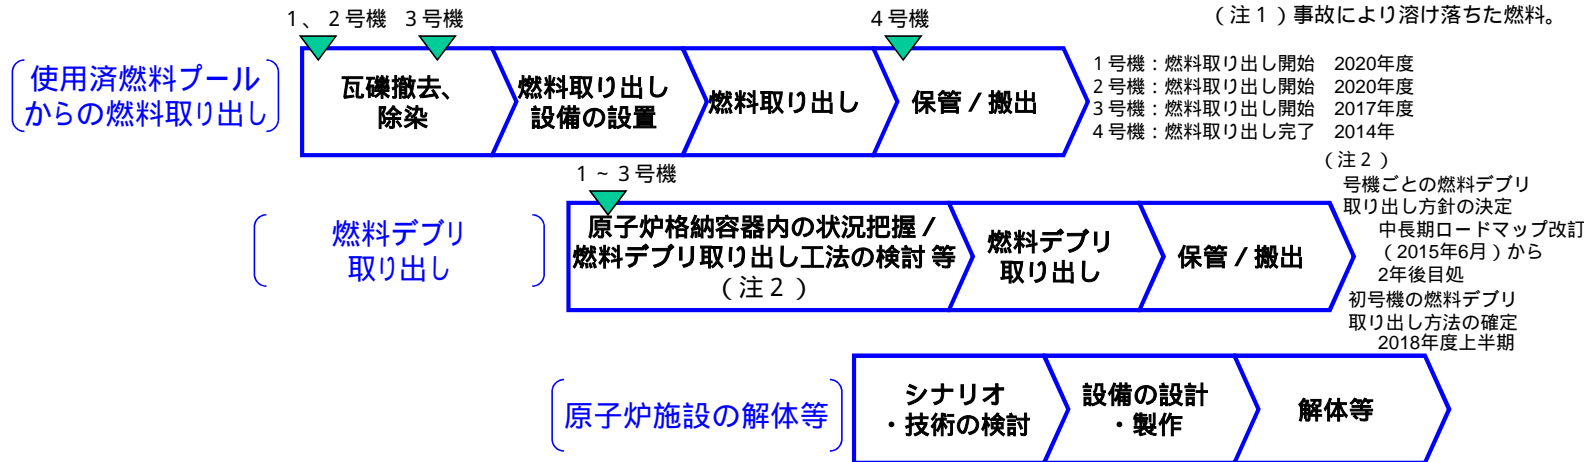 （注１）事故により溶け落ちた燃料。
1、2号機
3号機
4号機
使用済燃料プール
からの燃料取り出し
瓦礫撤去、
除染
燃料取り出し
設備の設置
燃料取り出し
保管/搬出
1号機：燃料取り出し開始 2020年度
2号機：燃料取り出し開始 2020年度
3号機：燃料取り出し開始 2017年度
4号機：燃料取り出し完了 2014年
1~3号機
燃料デブリ
取り出し
原子炉格納容器内の状況把握/
燃料デブリ取り出し工法の検討 等
（注２）
燃料デブリ
取り出し
保管/搬出
（注２）
号機ごとの燃料デブリ
取り出し方針の決定
中長期ロードマップ改訂
（2015年6月）から
2年後目処
初号機の燃料デブリ
取り出し方法の確定
2018年度上半期
原子炉施設の解体等
シナリオ
・技術の検討
設備の設計
・製作
解体等